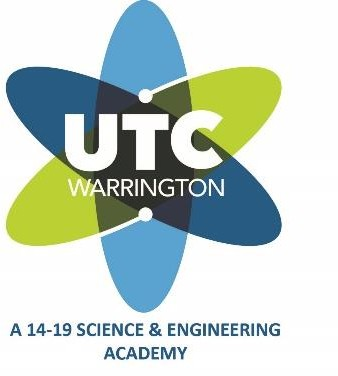 UTC
WARRINGTON
A 14-19 SCIENCE & ENGINEERING
ACADEMY